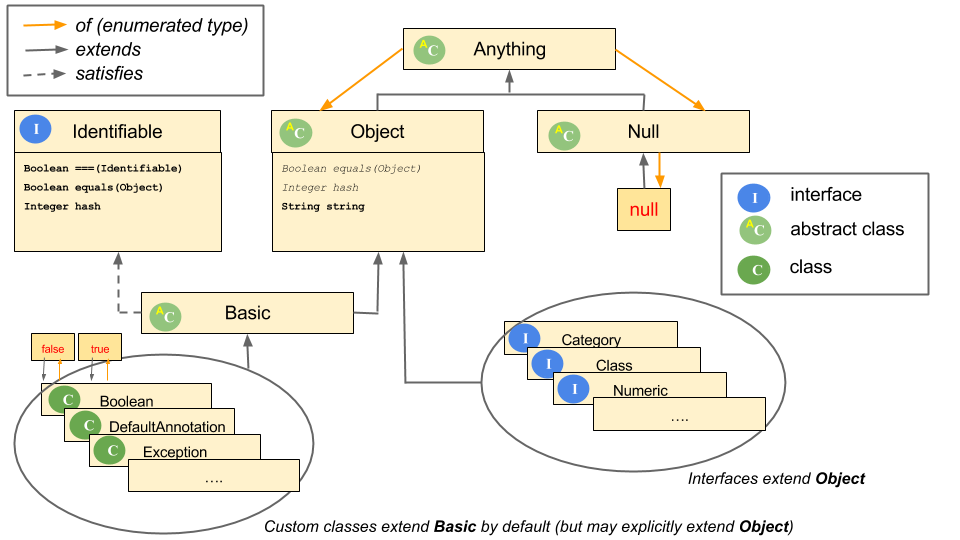 of (enumerated type)
extends
satisfies
AC Anything
I Identifiable
Boolean ===(Identifiable)
Boolean equals(Object)
Integer hash
AC Object
Boolean equals(Object)
Integer hash
String string
AC Null
null
I interface
AC abstract class
C class
AC Basic
false
true
C Boolean
C DefaultAnnotation
C Exception
....
I Category
I Class
I Numeric
....
Interfaces extend Object
Custom classes extend Basic by default (but may explicitly extend Object)